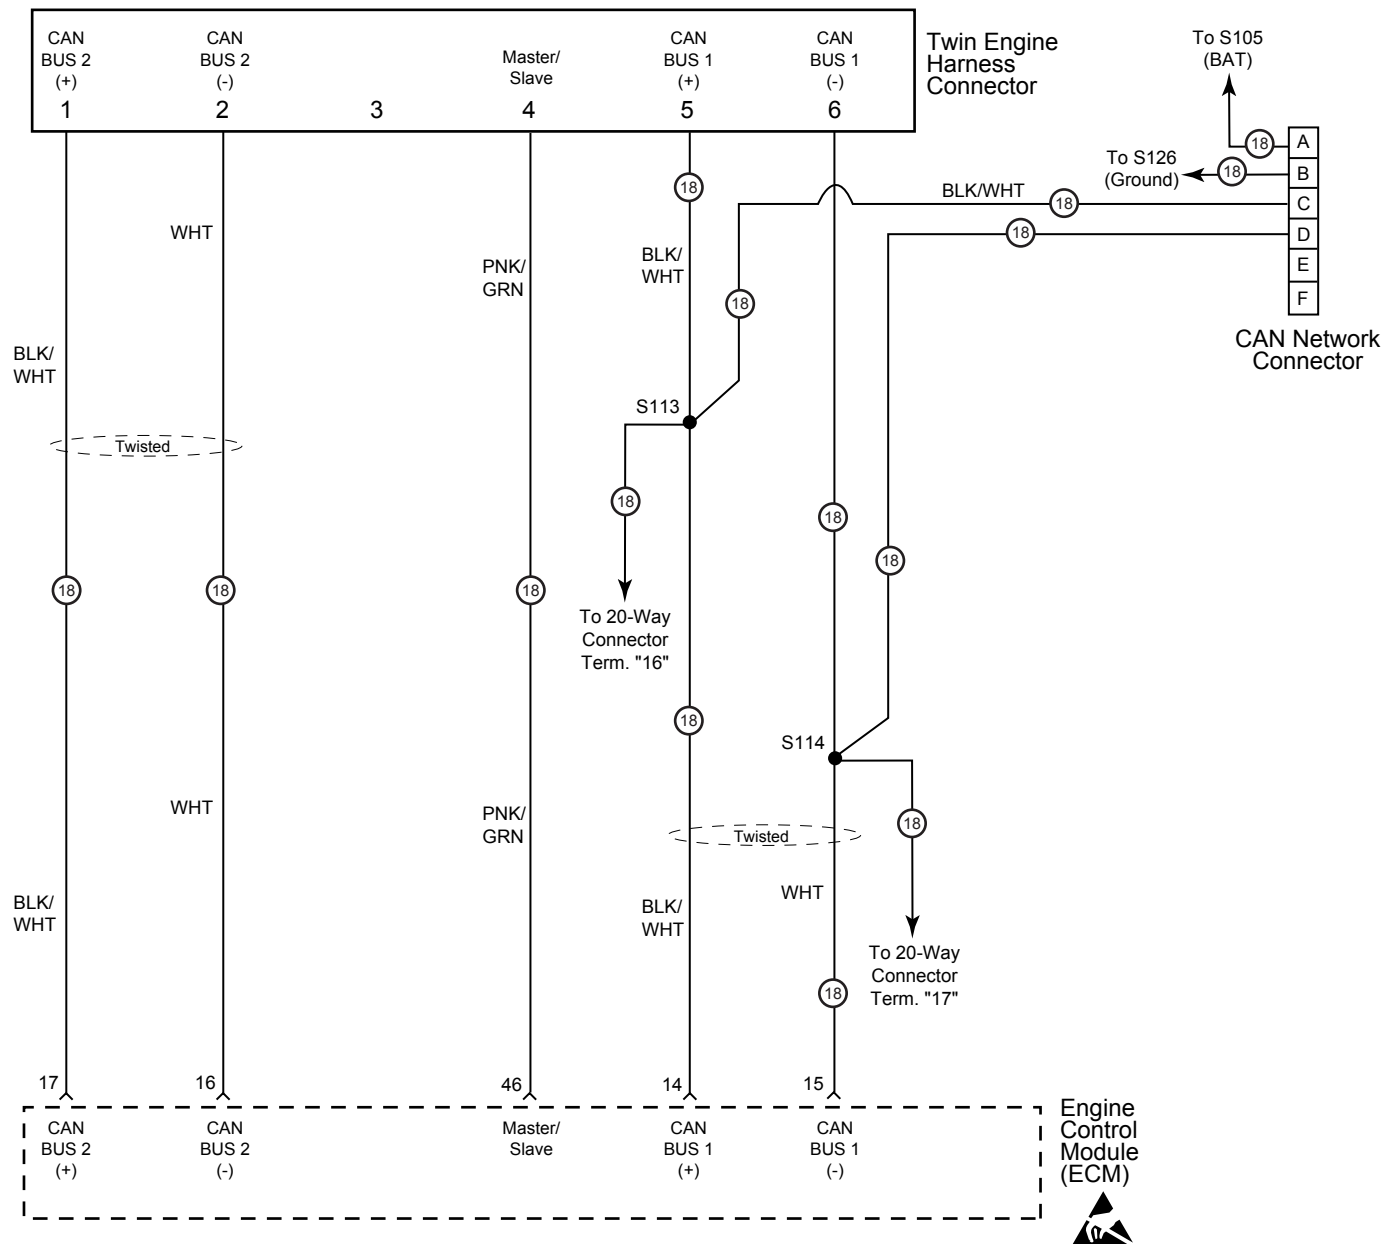 CAN
BUS 2
(+)
1
CAN
BUS 2
(-)
2
3
Master/
Slave
4
CAN
BUS 1
(+)
5
CAN
BUS 1
(-)
6
Twin Engine
Harness
Connector
To S105
(BAT)
18
A
To S126
(Ground)
18
B
BLK/WHT
18
C
18
D
E
F
CAN Network
Connector
18
WHT
BLK/
WHT
PNK/
GRN
18
BLK/
WHT
S113
Twisted
18
18
18
18
18
18
To 20-Way
Connector
Term. "16"
18
S114
WHT
PNK/
GRN
Twisted
18
BLK/
WHT
BLK/
WHT
WHT
To 20-Way
Connector
Term. "17"
18
17
16
46
14
15
CAN
BUS 2
(+)
CAN
BUS 2
(-)
Master/
Slave
CAN
BUS 1
(+)
CAN
BUS 1
(-)
Engine
Control
Module
(ECM)